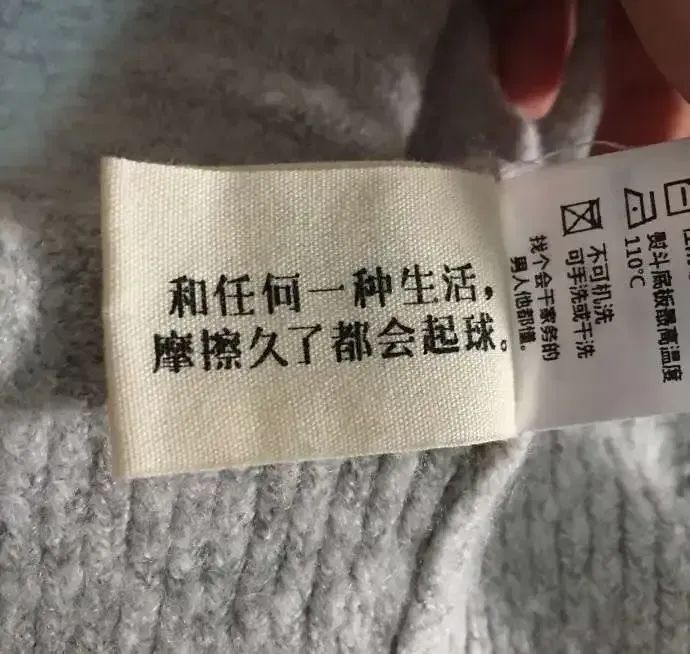 和任何一种生活，
摩擦久了都会起球。
不可机洗
可手洗或干洗
找个会干家务的
男人他都懂。
熨斗底板最高温度
110℃